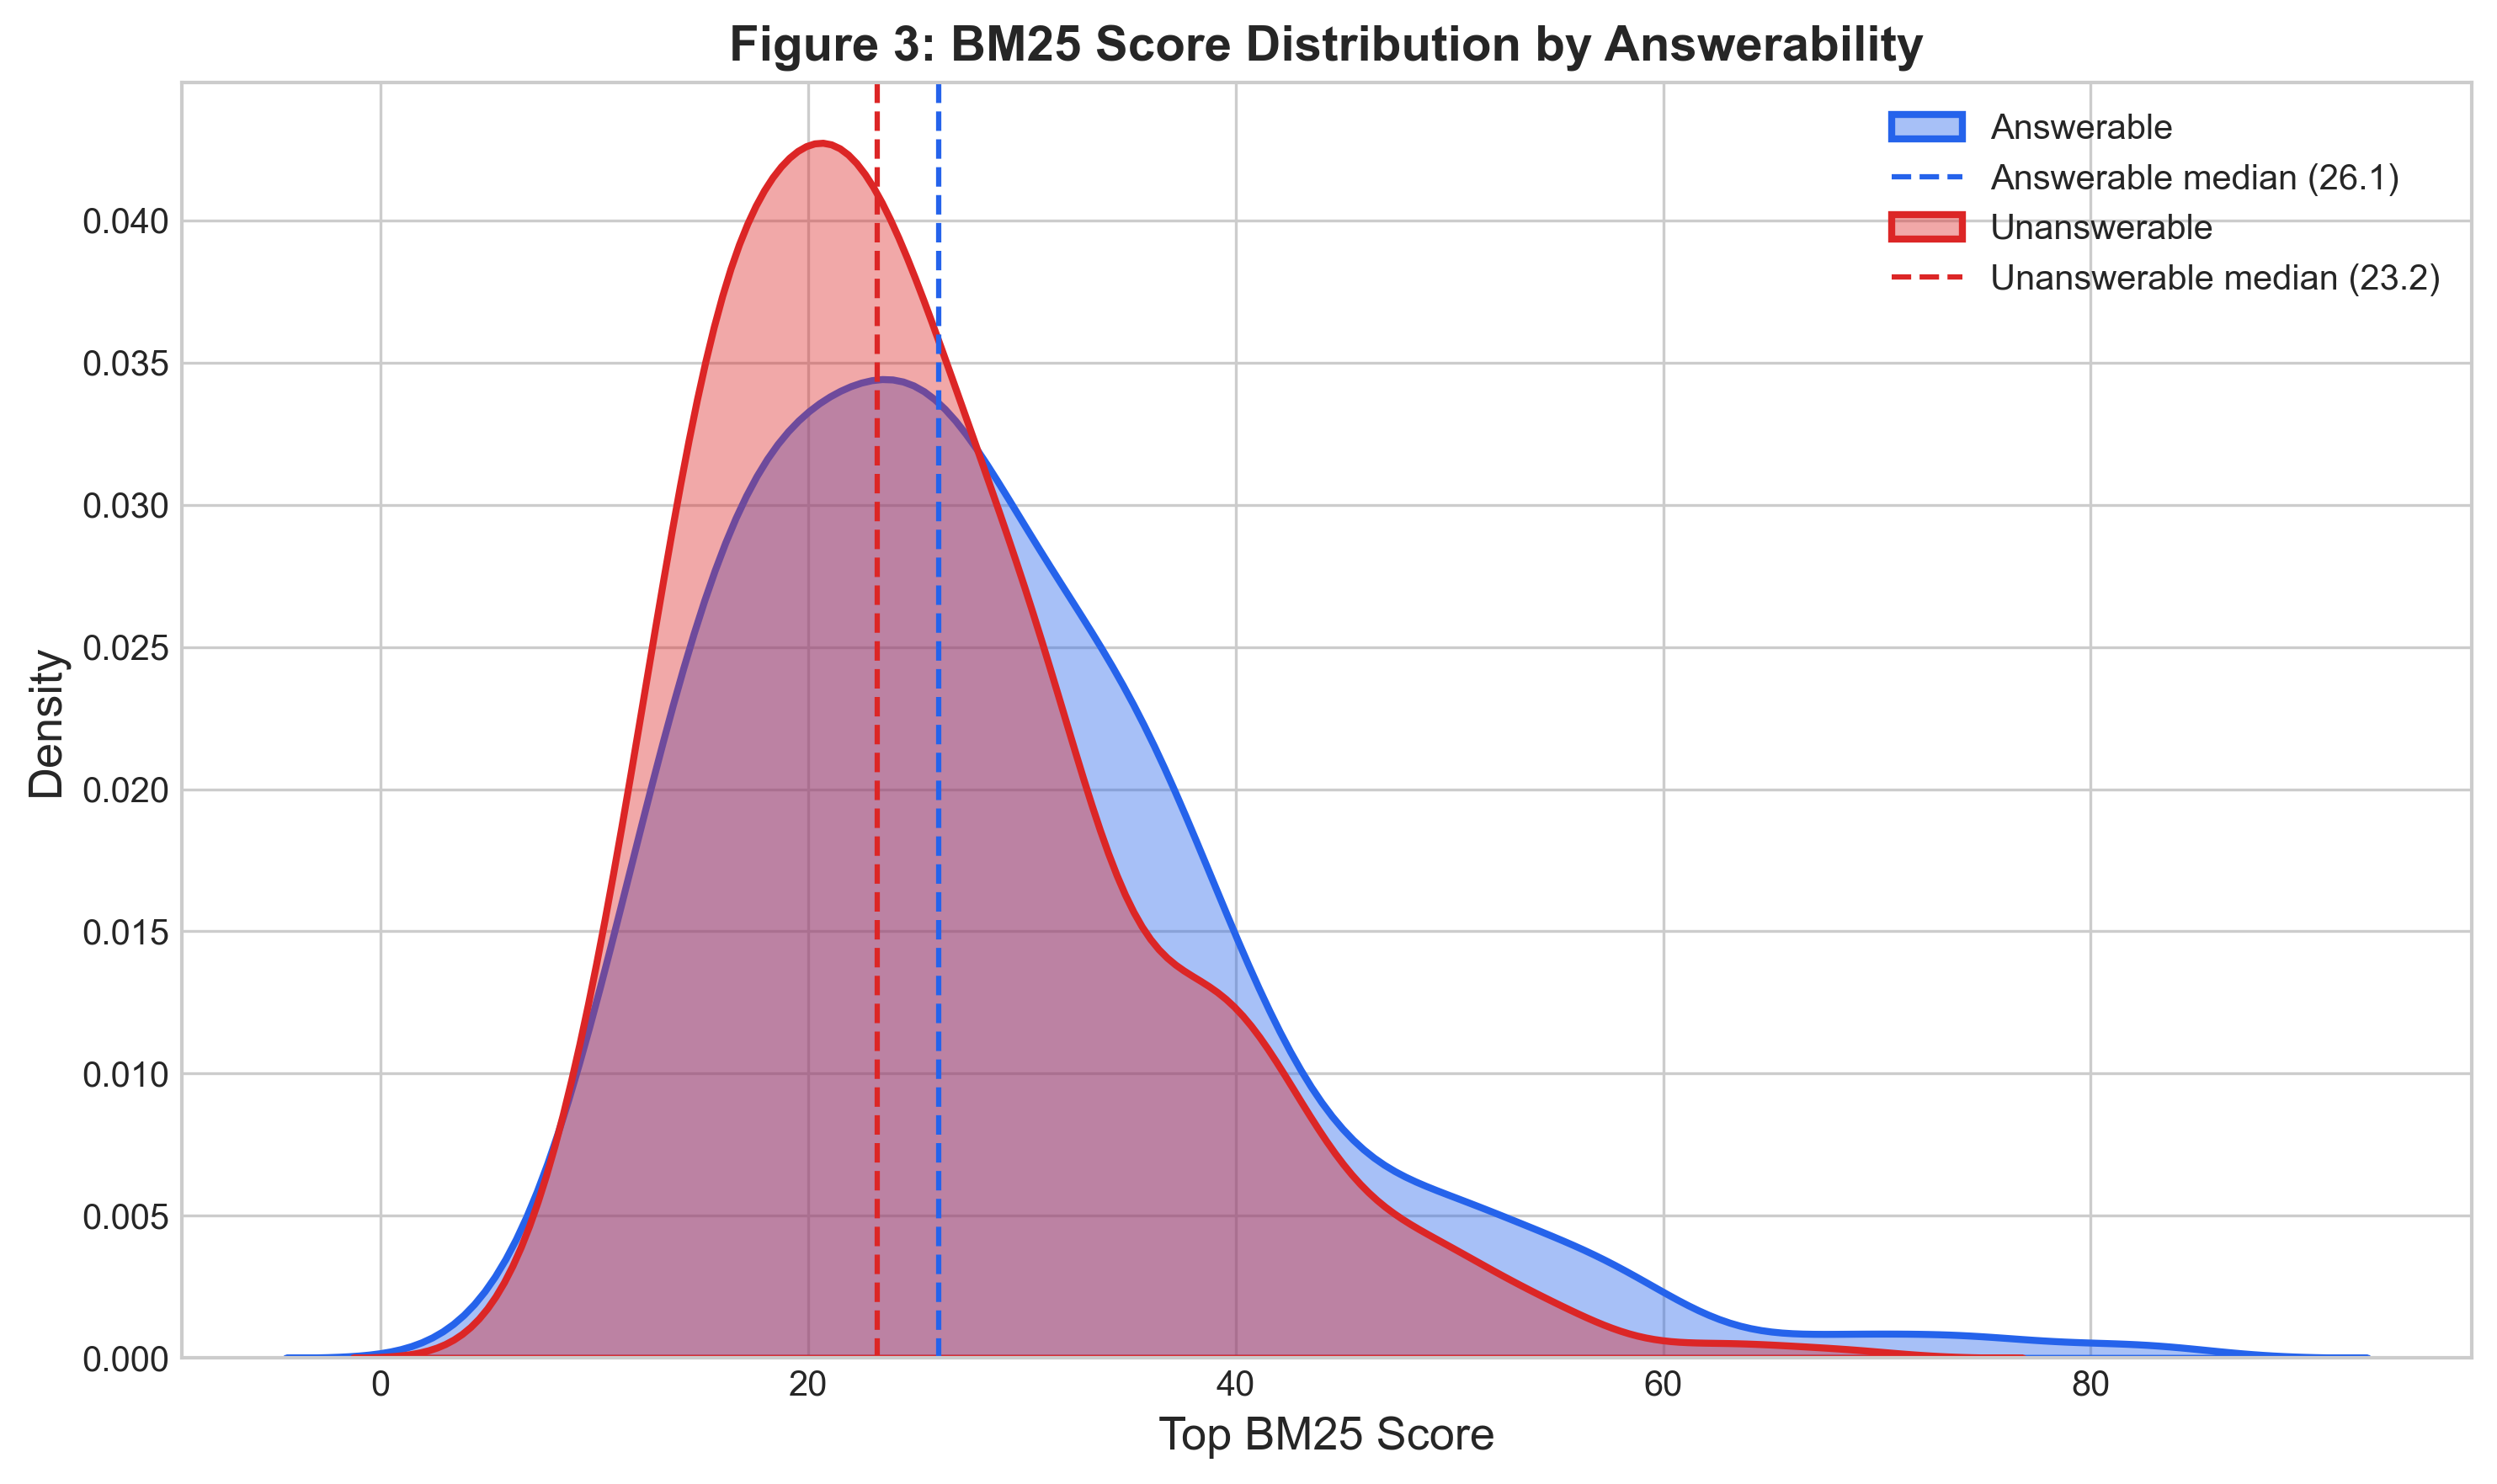 Figure 3: BM25 Score Distribution by Answerability
Answerable
Answerable median (26.1)
Unanswerable
Unanswerable median (23.2)
Density
0.040
0.035
0.030
0.025
0.020
0.015
0.010
0.005
0.000
0 20 40 60 80
Top BM25 Score